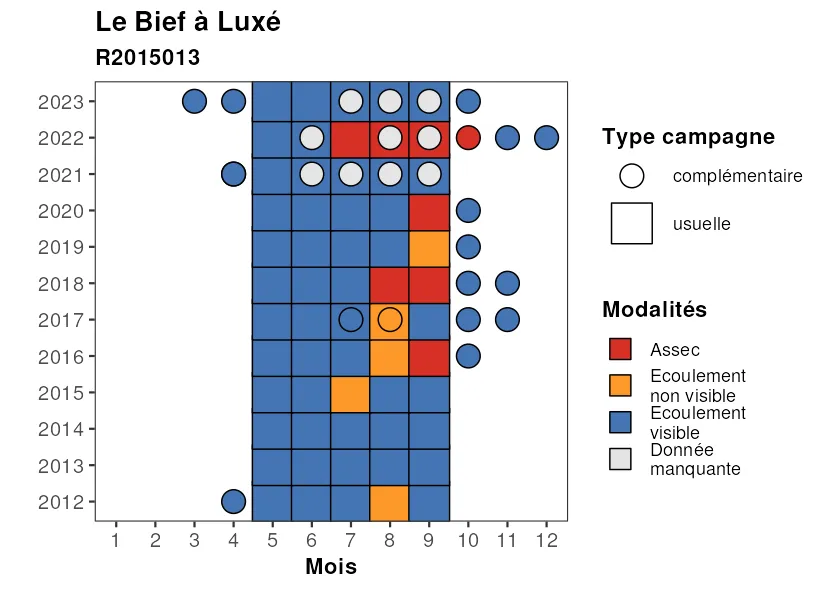 Le Bief à Luxé
R2015013
2023
2022
2021
2020
2019
2018
2017
2016
2015
2014
2013
2012
1 2 3 4 5 6 7 8 9 10 11 12
Mois
Type campagne
complémentaire
usuelle
Modalités
Assec
Ecoulement
non visible
Ecoulement
visible
Donnée
manquante